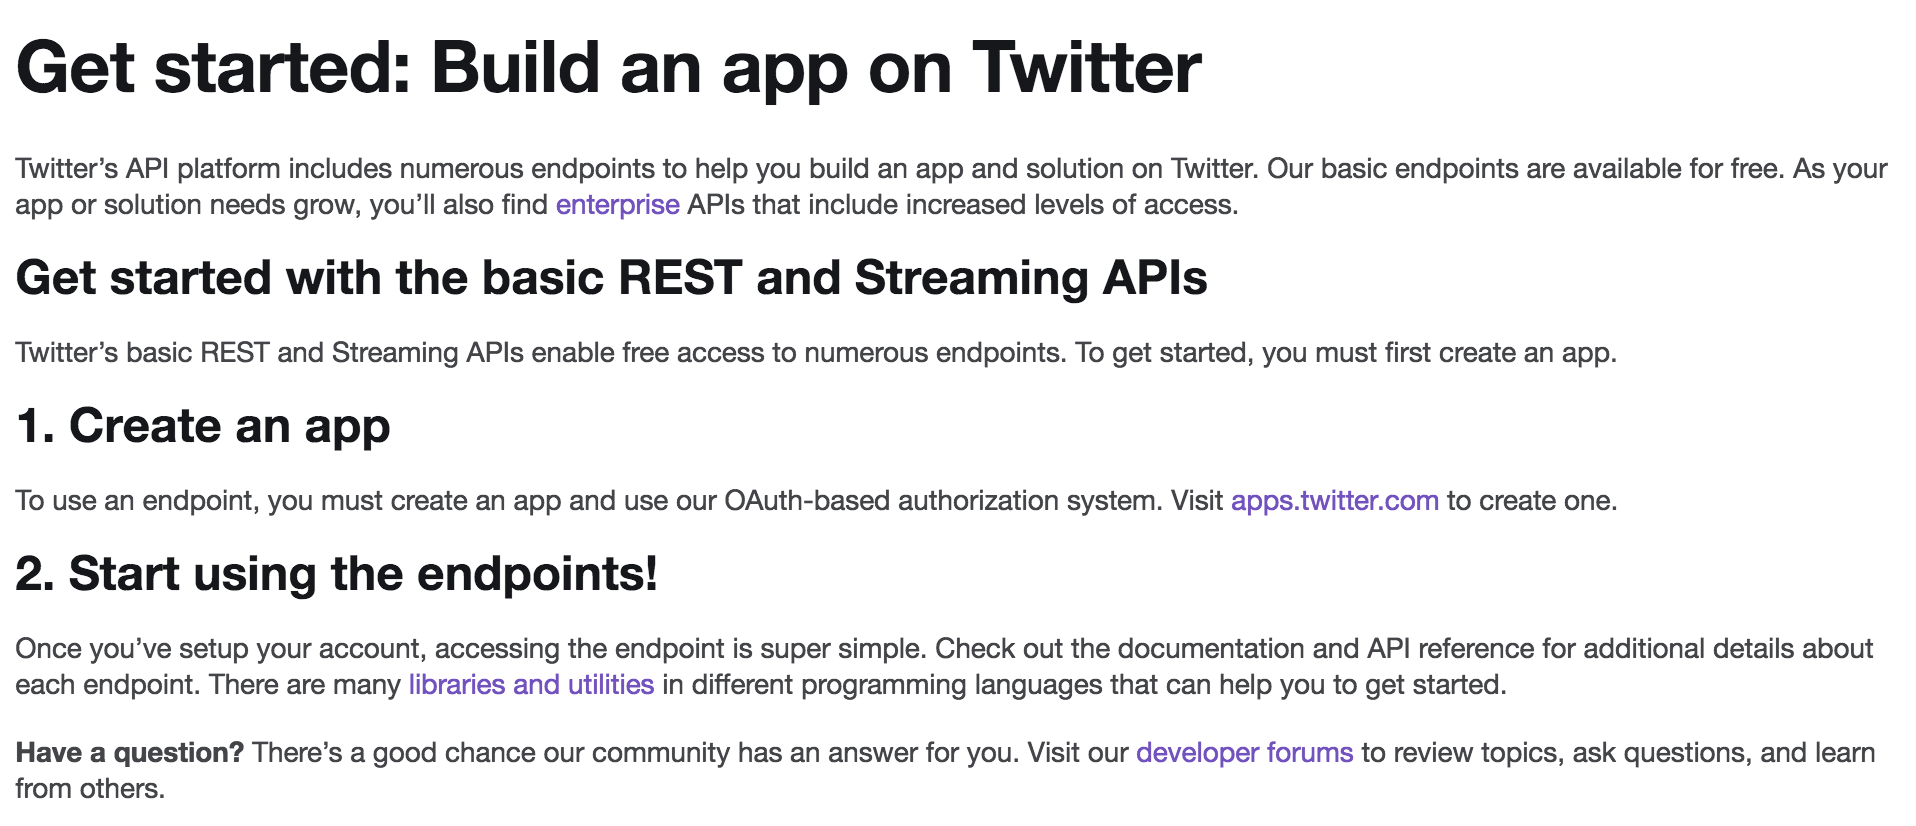 Get started: Build an app on Twitter
Twitter’s API platform includes numerous endpoints to help you build an app and solution on Twitter. Our basic endpoints are available for free. As your
app or solution needs grow, you’ll also find enterprise APIs that include increased levels of access.
Get started with the basic REST and Streaming APIs
Twitter’s basic REST and Streaming APIs enable free access to numerous endpoints. To get started, you must first create an app.
1. Create an app
To use an endpoint, you must create an app and use our OAuth-based authorization system. Visit apps.twitter.com to create one.
2. Start using the endpoints!
Once you’ve setup your account, accessing the endpoint is super simple. Check out the documentation and API reference for additional details about
each endpoint. There are many libraries and utilities in different programming languages that can help you to get started.
Have a question? There’s a good chance our community has an answer for you. Visit our developer forums to review topics, ask questions, and learn
from others.